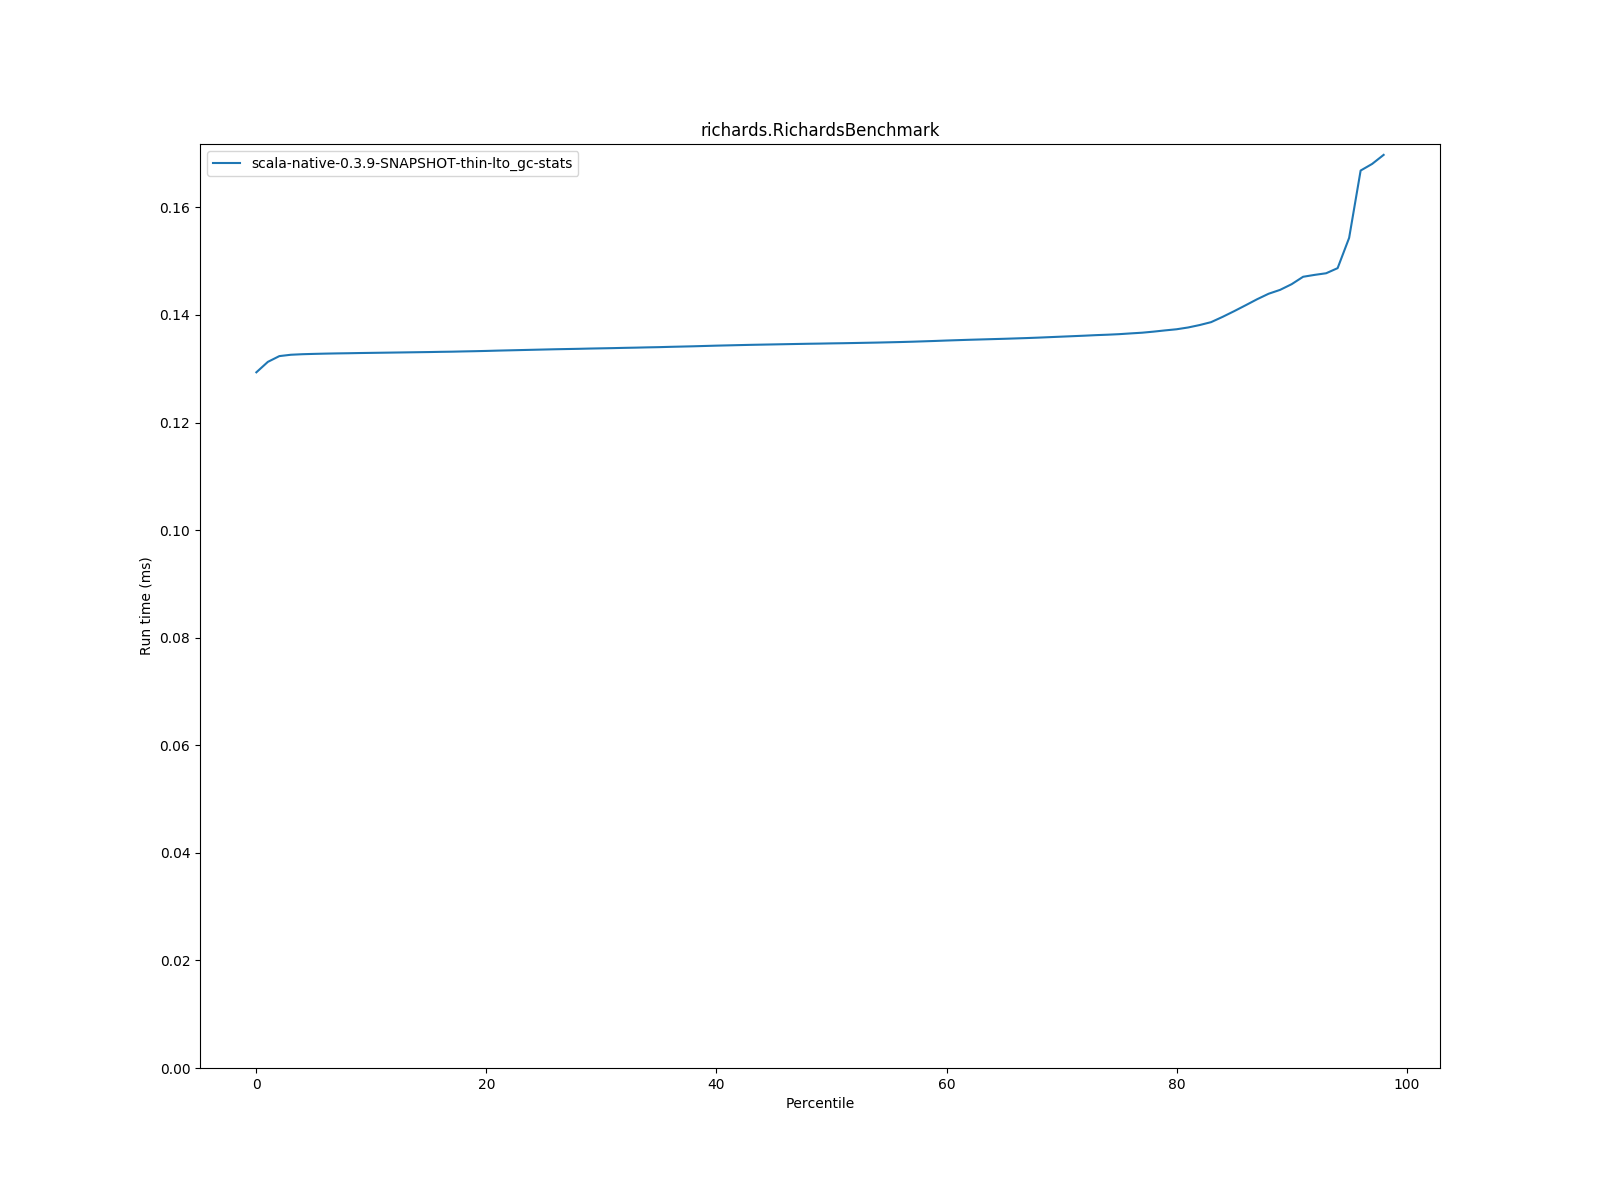 richards.RichardsBenchmark
scala-native-0.3.9-SNAPSHOT-thin-lto_gc-stats
0.16
0.14
0.12
0.10
0.08
0.06
0.04
0.02
0.00
Run time (ms)
0 20 40 60 80 100
Percentile